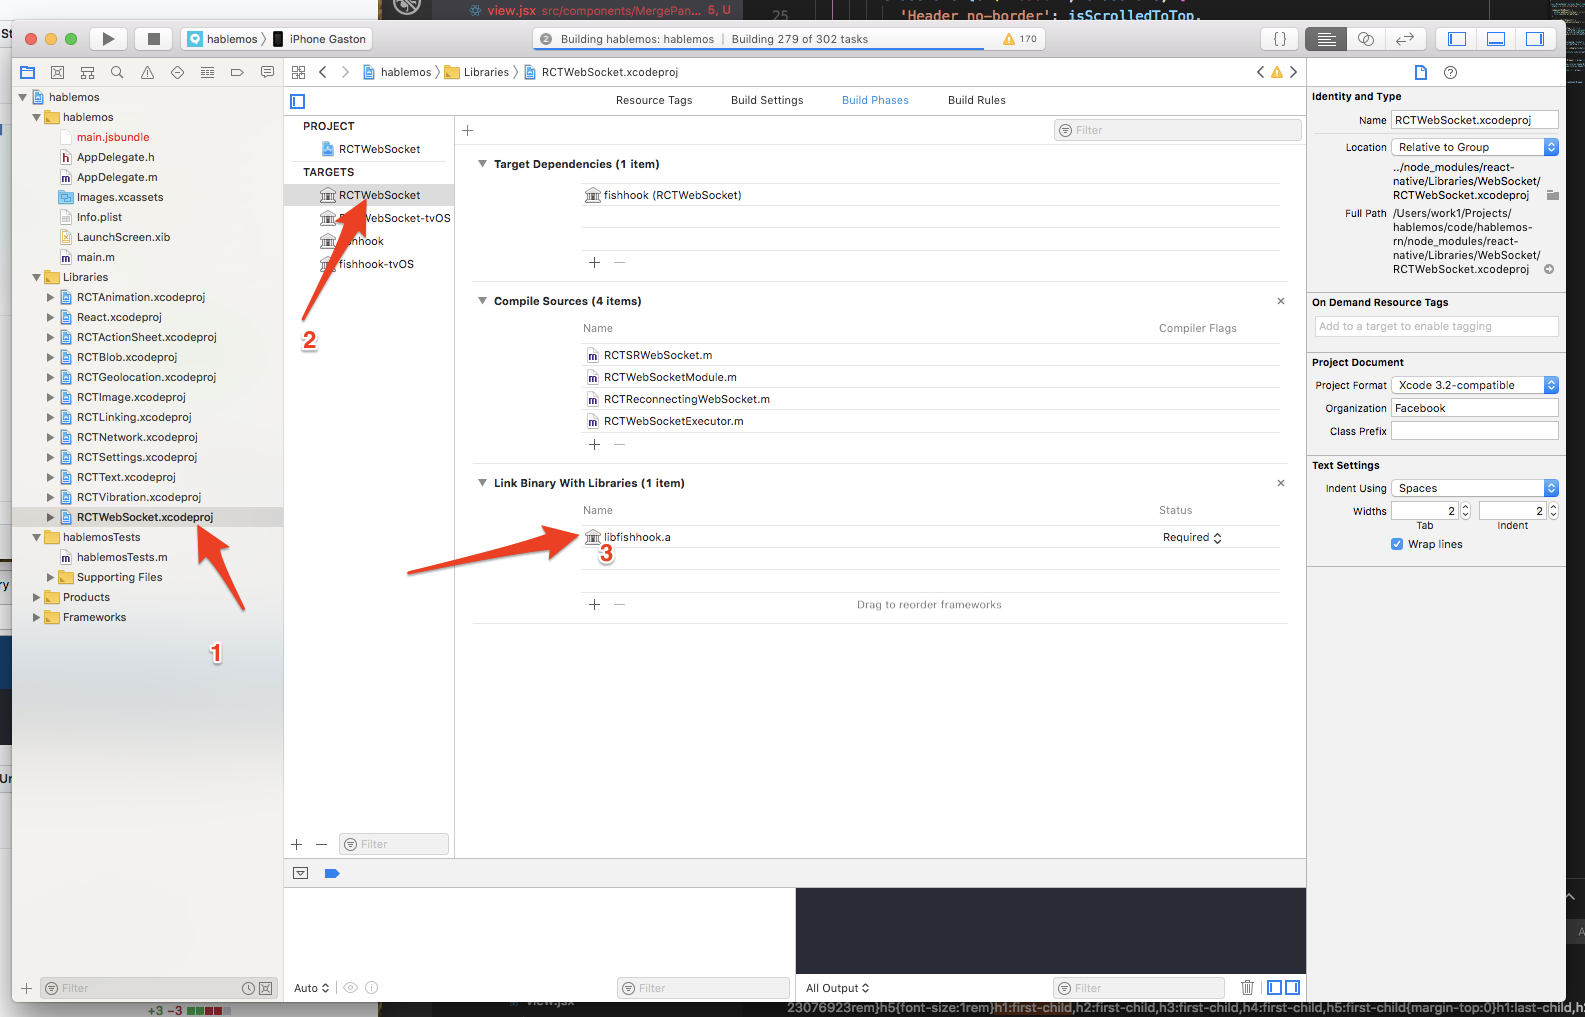 view.jsx src/components/MergePan... 5, U
25
'Header no-border': isScrolledToTop,
hablemos
iPhone Gaston
2
Building hablemos: hablemos | Building 279 of 302 tasks
170
hablemos
Libraries
RCTWebSocket.xcodeproj
hablemos
hablemos
main.jsbundle
AppDelegate.h
AppDelegate.m
Images.xcassets
Info.plist
LaunchScreen.xib
main.m
Libraries
RCTAnimation.xcodeproj
React.xcodeproj
RCTActionSheet.xcodeproj
RCTBlob.xcodeproj
RCTGeolocation.xcodeproj
RCTImage.xcodeproj
RCTLinking.xcodeproj
RCTNetwork.xcodeproj
RCTSettings.xcodeproj
RCTText.xcodeproj
RCTVibration.xcodeproj
RCTWebSocket.xcodeproj
hablemosTests
hablemosTests.m
Supporting Files
Products
Frameworks
1
Filter
Resource Tags
Build Settings
Build Phases
Build Rules
PROJECT
RCTWebSocket
TARGETS
RCTWebSocket
WebSocket-tvOS
hook
fishhook-tvOS
2
Filter
Filter
Target Dependencies (1 item)
fishhook (RCTWebSocket)
Compile Sources (4 items)
Name
Compiler Flags
RCTSRWebSocket.m
RCTWebSocketModule.m
RCTReconnectingWebSocket.m
RCTWebSocketExecutor.m
Link Binary With Libraries (1 item)
Name
Status
libfishhook.a
Required
3
Drag to reorder frameworks
Auto
Filter
All Output
Filter
Identity and Type
Name RCTWebSocket.xcodeproj
Location Relative to Group
../node_modules/react-
native/Libraries/WebSocket/
RCTWebSocket.xcodeproj
Full Path /Users/work1/Projects/
hablemos/code/hablemos-
rn/node_modules/react-
native/Libraries/WebSocket/
RCTWebSocket.xcodeproj
On Demand Resource Tags
Add to a target to enable tagging
Project Document
Project Format Xcode 3.2-compatible
Organization Facebook
Class Prefix
Text Settings
Indent Using Spaces
Widths 2 2
Tab Indent
Wrap lines
+3 −3
view.jsx
23076923rem}h5{font-size:1rem}h1:first-child,h2:first-child,h3:first-child,h4:first-child,h5:first-child{margin-top:0}h1:last-child,h